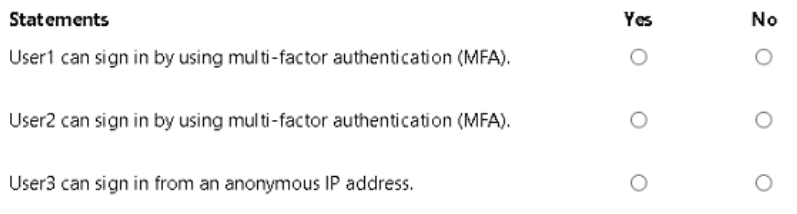 Statements Yes No
User1 can sign in by using multi-factor authentication (MFA).
User2 can sign in by using multi-factor authentication (MFA).
User3 can sign in from an anonymous IP address.